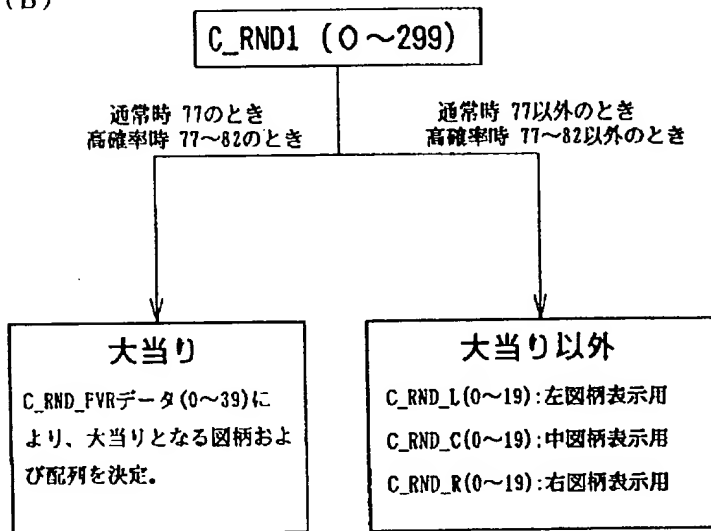 (B)
C_RND1 (0～299)
通常時 77のとき
高確率時 77～82のとき
通常時 77以外のとき
高確率時 77～82以外のとき
大当り
C_RND_FVRデータ(0～39)に
より、大当りとなる図柄およ
び配列を決定。
大当り以外
C_RND_L(0～19):左図柄表示用
C_RND_C(0～19):中図柄表示用
C_RND_R(0～19):右図柄表示用